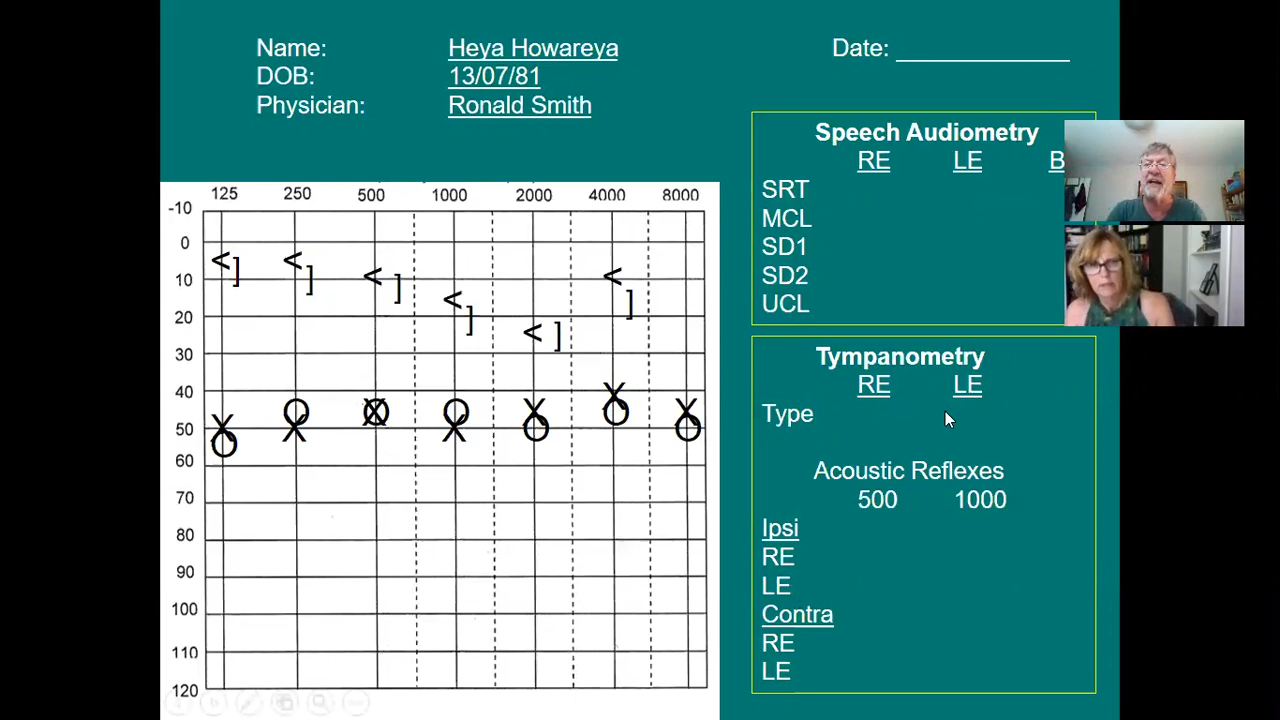 Name: Heya Howareya Date:
DOB: 13/07/81
Physician: Ronald Smith
125 250 500 1000 2000 4000 8000
-10
0
10
20
30
40
50
60
70
80
90
100
110
120
Speech Audiometry
RE LE
SRT
MCL
SD1
SD2
UCL
Tympanometry
RE LE
Type
Acoustic Reflexes
500 1000
Ipsi
RE
LE
Contra
RE
LE